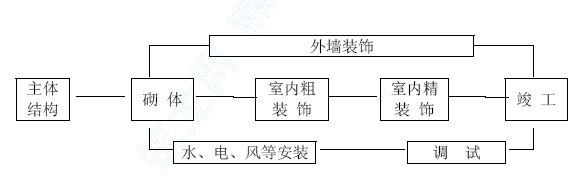 外墙装饰
主体
结构
砌 体
室内粗
装 饰
室内精
装 饰
竣 工
水、电、风等安装
调 试